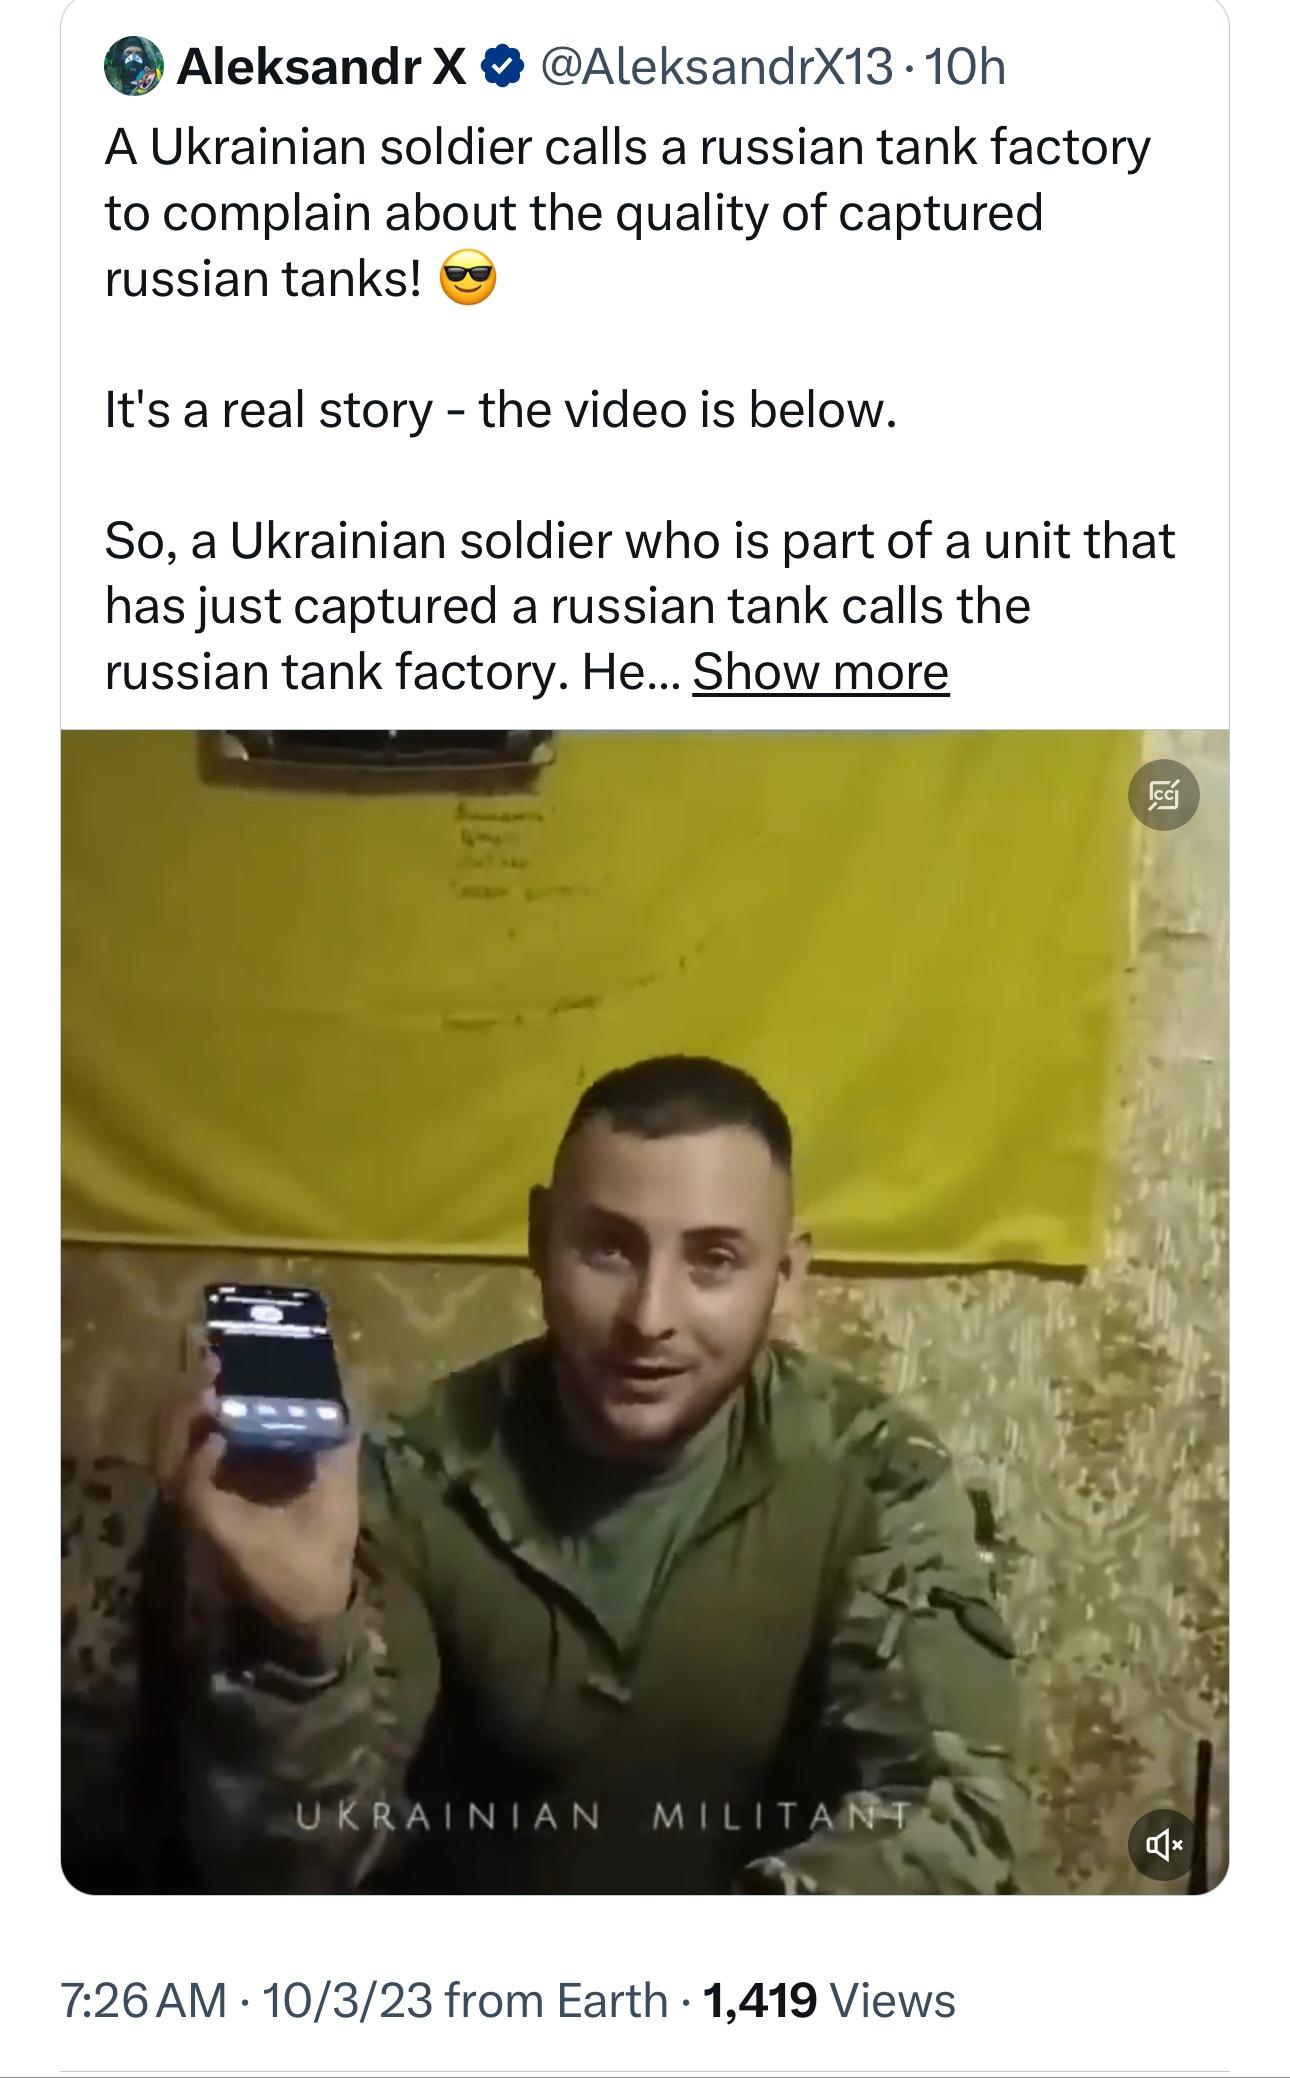 Aleksandr X @AleksandrX13 · 10h
A Ukrainian soldier calls a russian tank factory
to complain about the quality of captured
russian tanks! 😎
It's a real story - the video is below.
So, a Ukrainian soldier who is part of a unit that
has just captured a russian tank calls the
russian tank factory. He... Show more
CC
UKRAINIAN MILITANT
7:26 AM · 10/3/23 from Earth · 1,419 Views